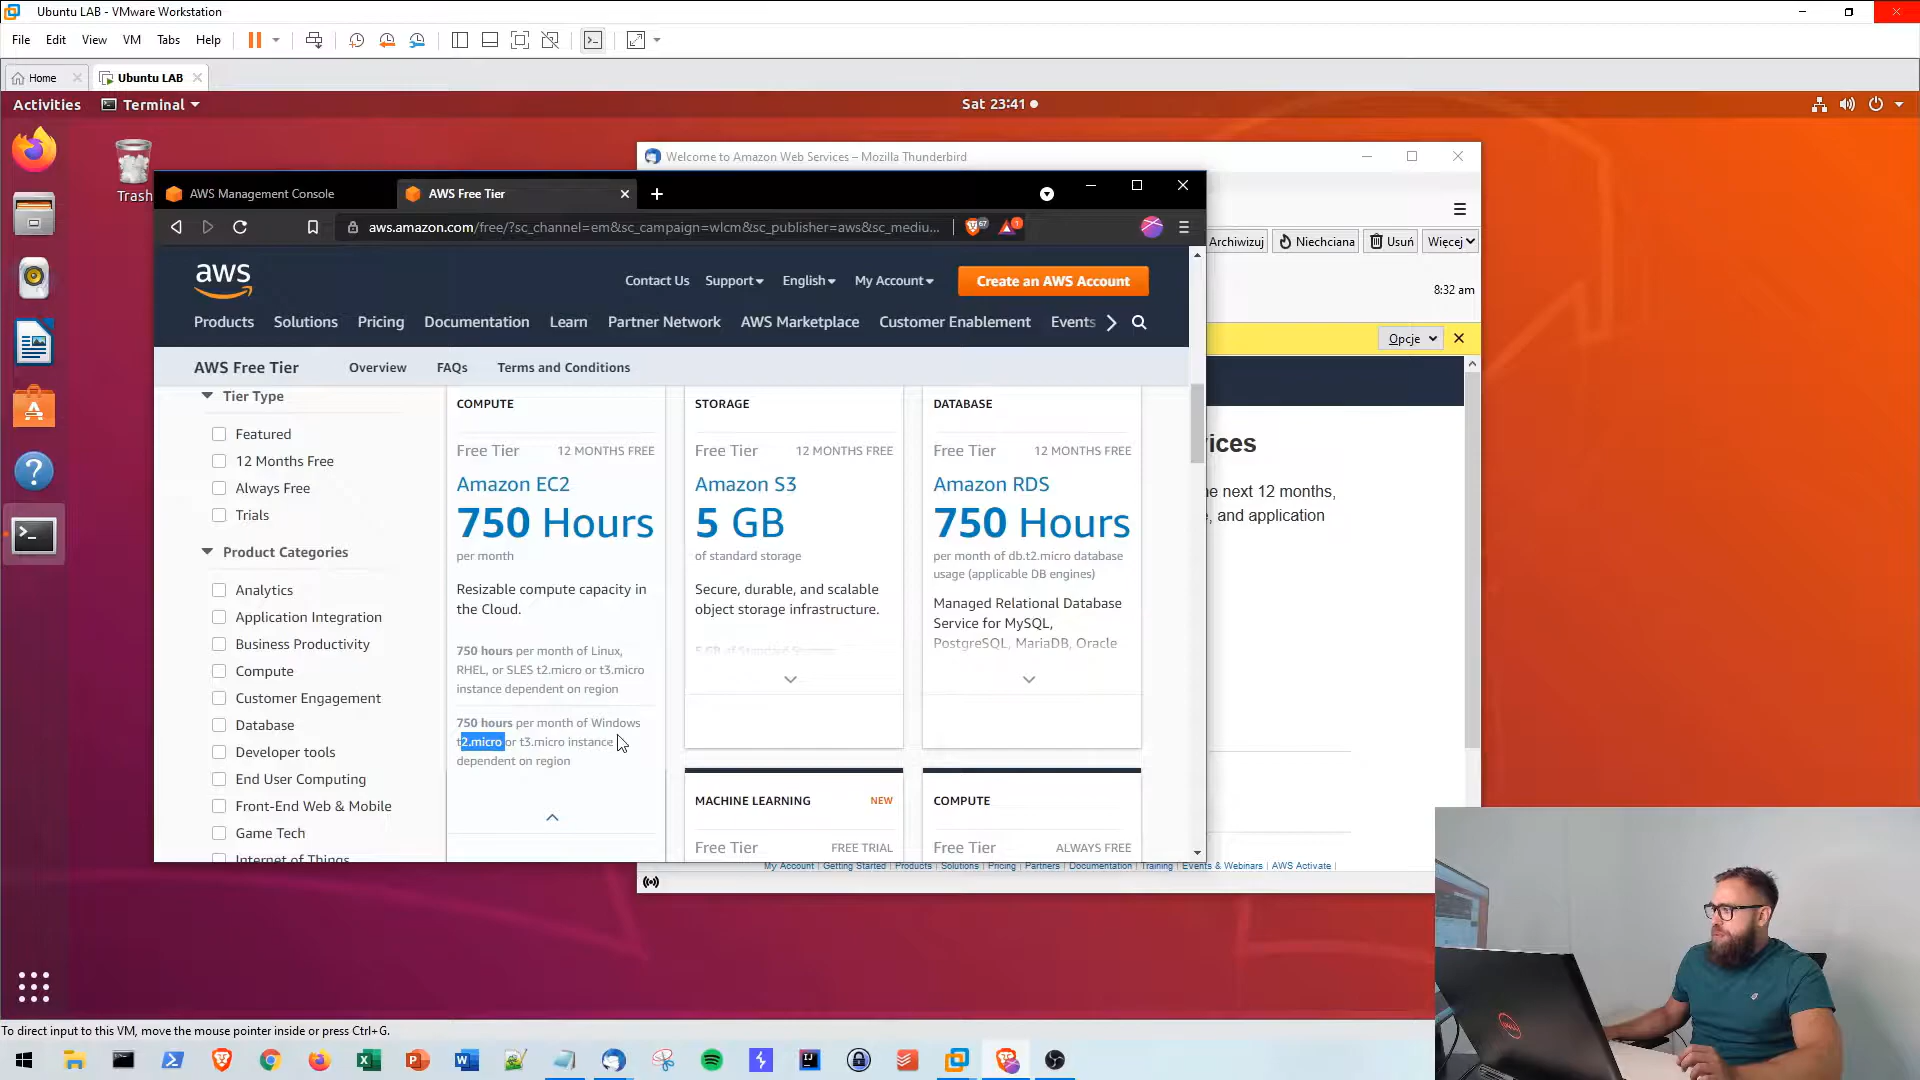 Ubuntu LAB - VMware Workstation
File Edit View VM Tabs Help
Home
Ubuntu LAB
Activities
Terminal
Sat 23:41
Trash
Welcome to Amazon Web Services – Mozilla Thunderbird
AWS Management Console
AWS Free Tier
aws.amazon.com/free/?sc_channel=em&sc_campaign=wlcm&sc_publisher=aws&sc_mediu...
67
1
Archiwizuj
Niechciana
Usuń
Więcej
8:32 am
Opcje
aws
Contact Us Support English My Account
Create an AWS Account
Products Solutions Pricing Documentation Learn Partner Network AWS Marketplace Customer Enablement Events
AWS Free Tier
Overview
FAQs
Terms and Conditions
Tier Type
Featured
12 Months Free
Always Free
Trials
Product Categories
Analytics
Application Integration
Business Productivity
Compute
Customer Engagement
Database
Developer tools
End User Computing
Front-End Web & Mobile
Game Tech
Internet of Things
COMPUTE
Free Tier 12 MONTHS FREE
Amazon EC2
750 Hours
per month
Resizable compute capacity in
the Cloud.
750 hours per month of Linux,
RHEL, or SLES t2.micro or t3.micro
instance dependent on region
750 hours per month of Windows
t2.micro or t3.micro instance
dependent on region
STORAGE
Free Tier 12 MONTHS FREE
Amazon S3
5 GB
of standard storage
Secure, durable, and scalable
object storage infrastructure.
5 GB of Standard Storage
DATABASE
Free Tier 12 MONTHS FREE
Amazon RDS
750 Hours
per month of db.t2.micro database
usage (applicable DB engines)
Managed Relational Database
Service for MySQL,
PostgreSQL, MariaDB, Oracle
MACHINE LEARNING NEW
Free Tier FREE TRIAL
COMPUTE
Free Tier ALWAYS FREE
ices
e next 12 months,
, and application
My Account | Getting Started | Products | Solutions | Pricing | Partners | Documentation | Training | Events & Webinars | AWS Activate |
To direct input to this VM, move the mouse pointer inside or press Ctrl+G.